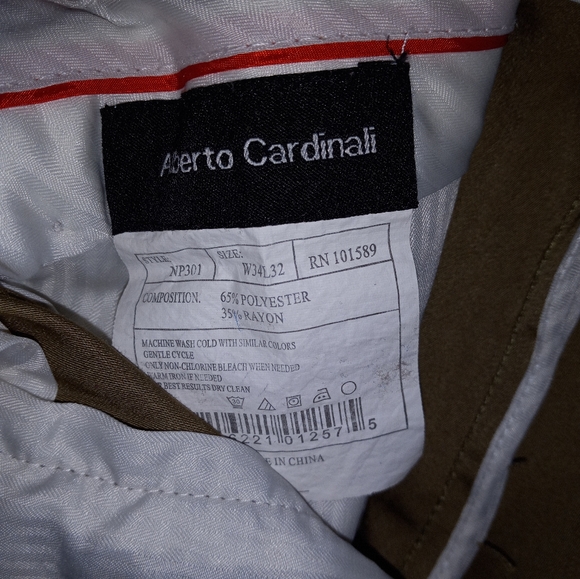 Alberto Cardinali
STYLE: NP301 SIZE: W34L32 RN 101589
COMPOSITION. 65% POLYESTER
35% RAYON
MACHINE WASH COLD WITH SIMILAR COLORS
GENTLE CYCLE
ONLY NON-CHLORINE BLEACH WHEN NEEDED
ARM IRON IF NEEDED
BEST RESULTS DRY CLEAN
6221 01257 5
E IN CHINA